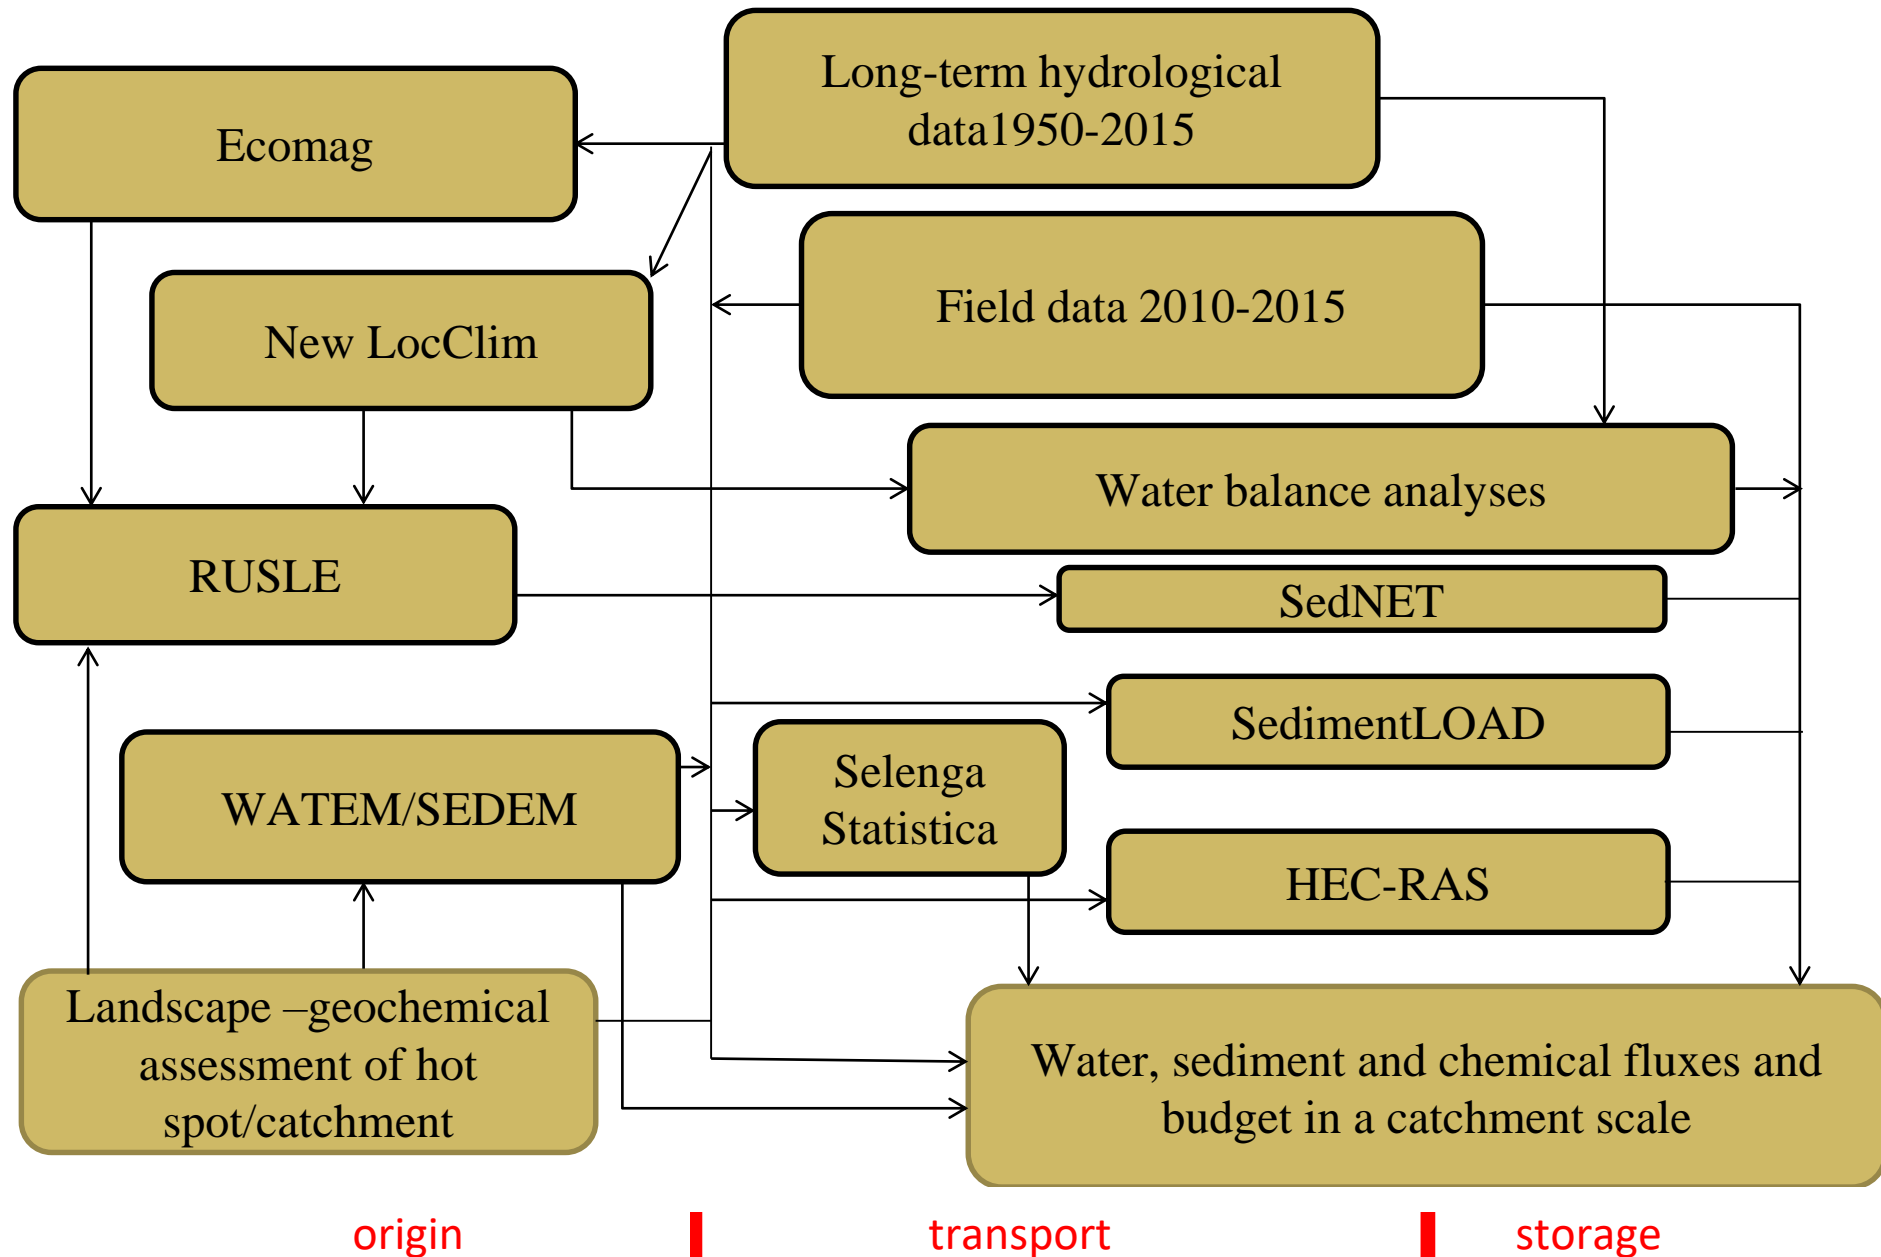 Long-term hydrological
data1950-2015
Ecomag
Field data 2010-2015
New LocClim
Water balance analyses
RUSLE
SedNET
SedimentLOAD
Selenga
Statistica
WATEM/SEDEM
HEC-RAS
Landscape –geochemical
assessment of hot
spot/catchment
Water, sediment and chemical fluxes and
budget in a catchment scale
origin
transport
storage